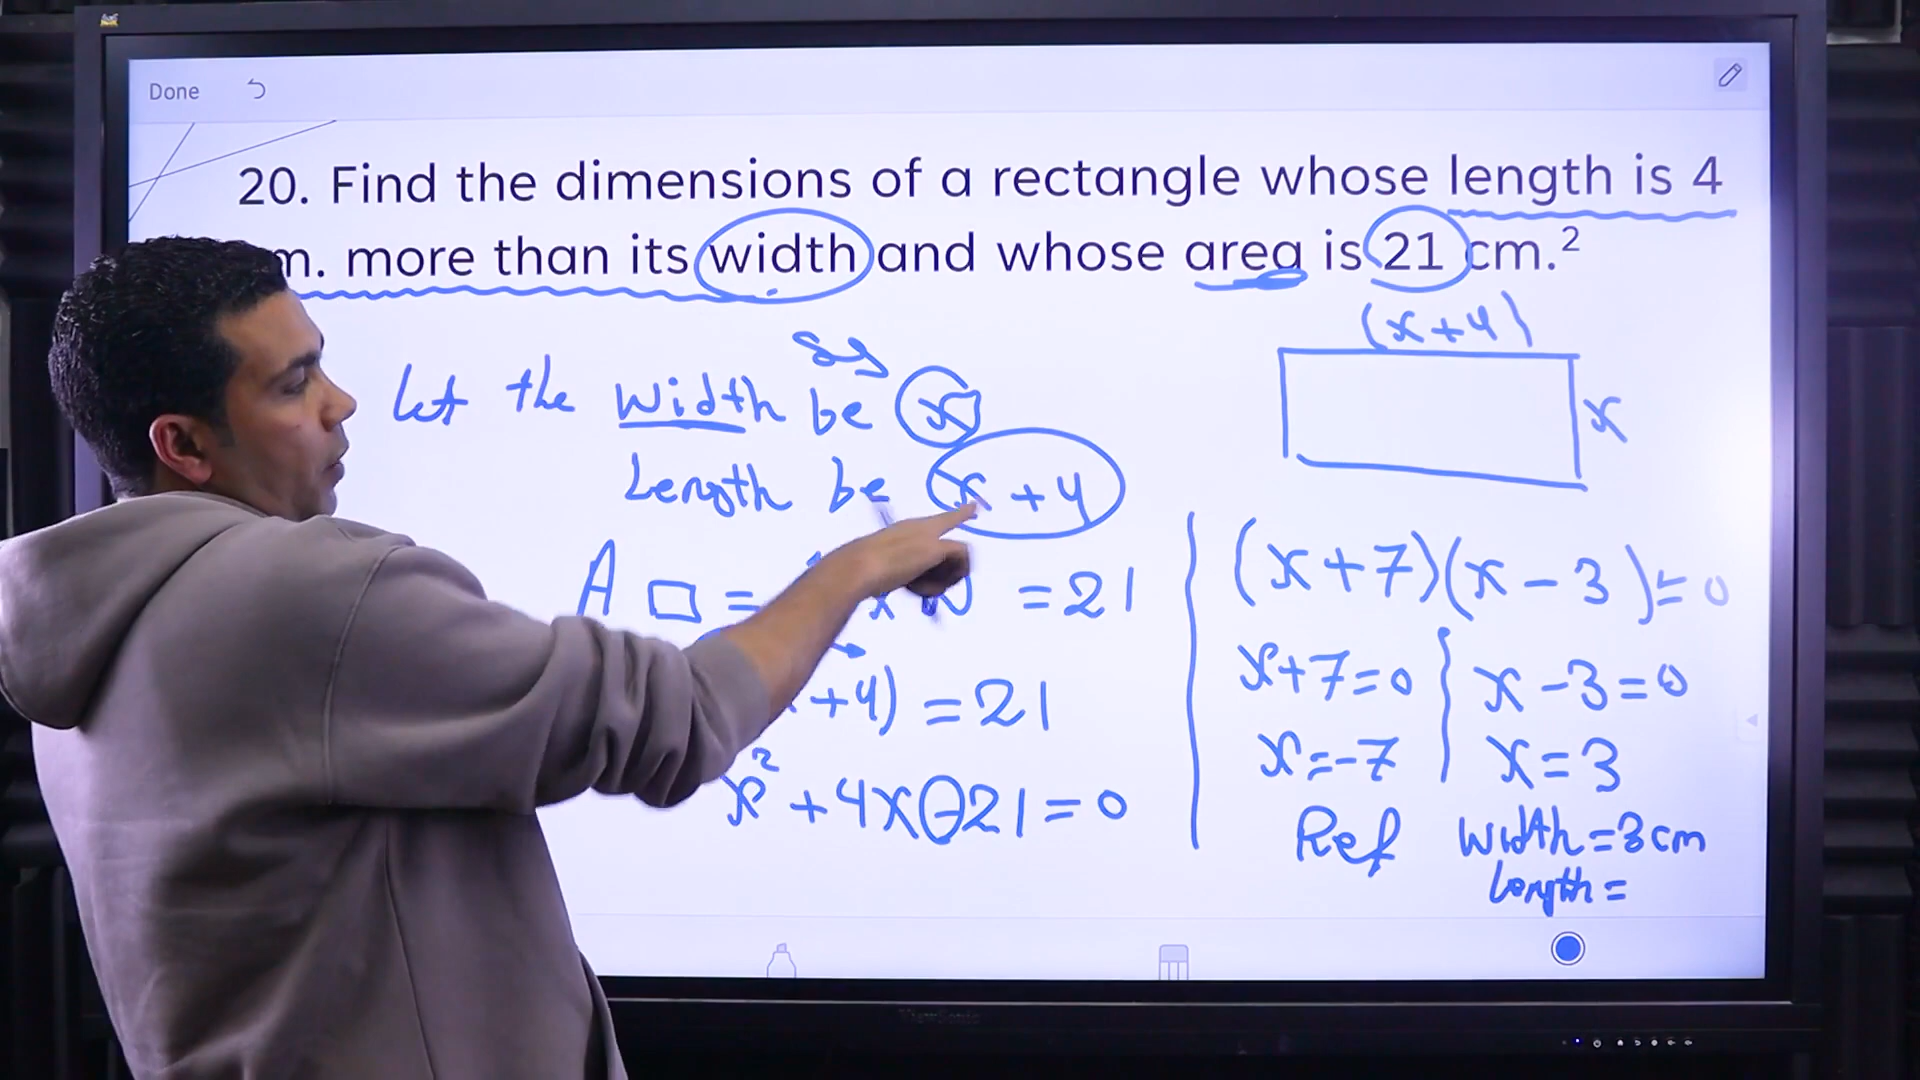 Done
20. Find the dimensions of a rectangle whose length is 4
m. more than its width and whose area is 21 cm.²
(x+4)
Let the width be x
x
Length be x + 4
A □ = x W = 21
+4) = 21
x² + 4x - 21 = 0
(x+7)(x-3) = 0
x+7=0
x-3=0
x=-7
x=3
Ref
width=3cm
Length=